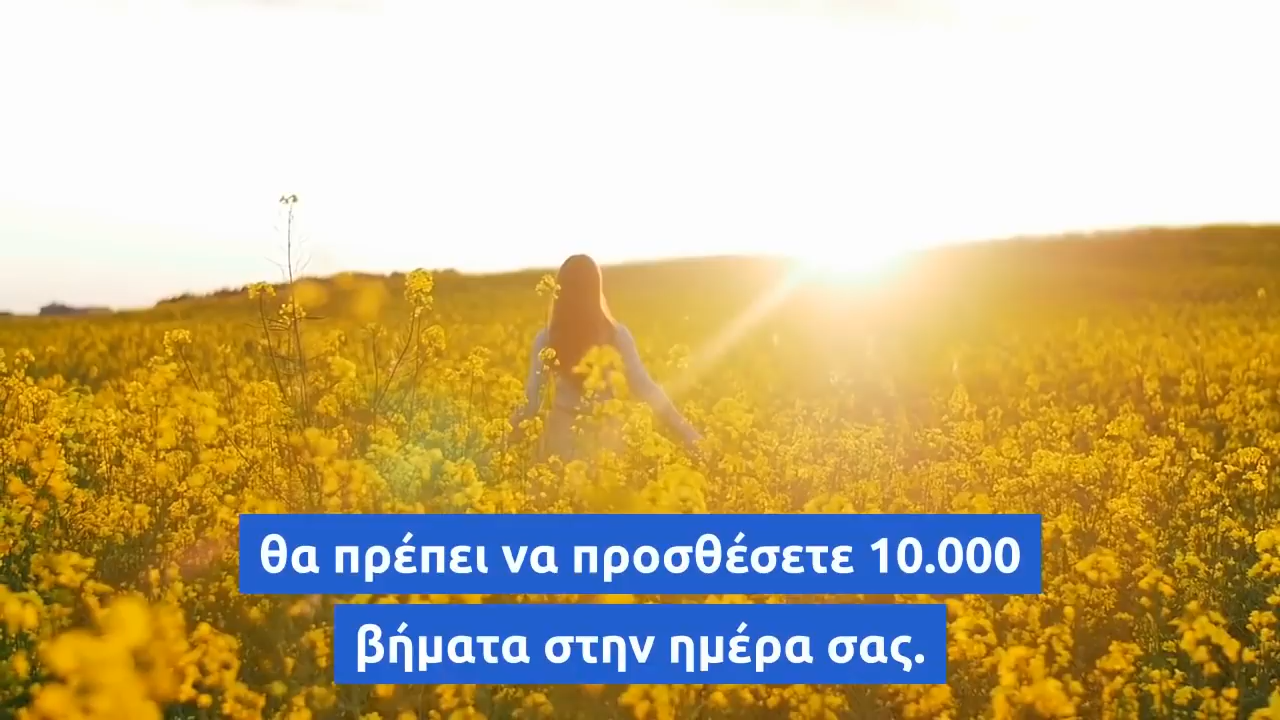 θα πρέπει να προσθέσετε 10.000
βήματα στην ημέρα σας.